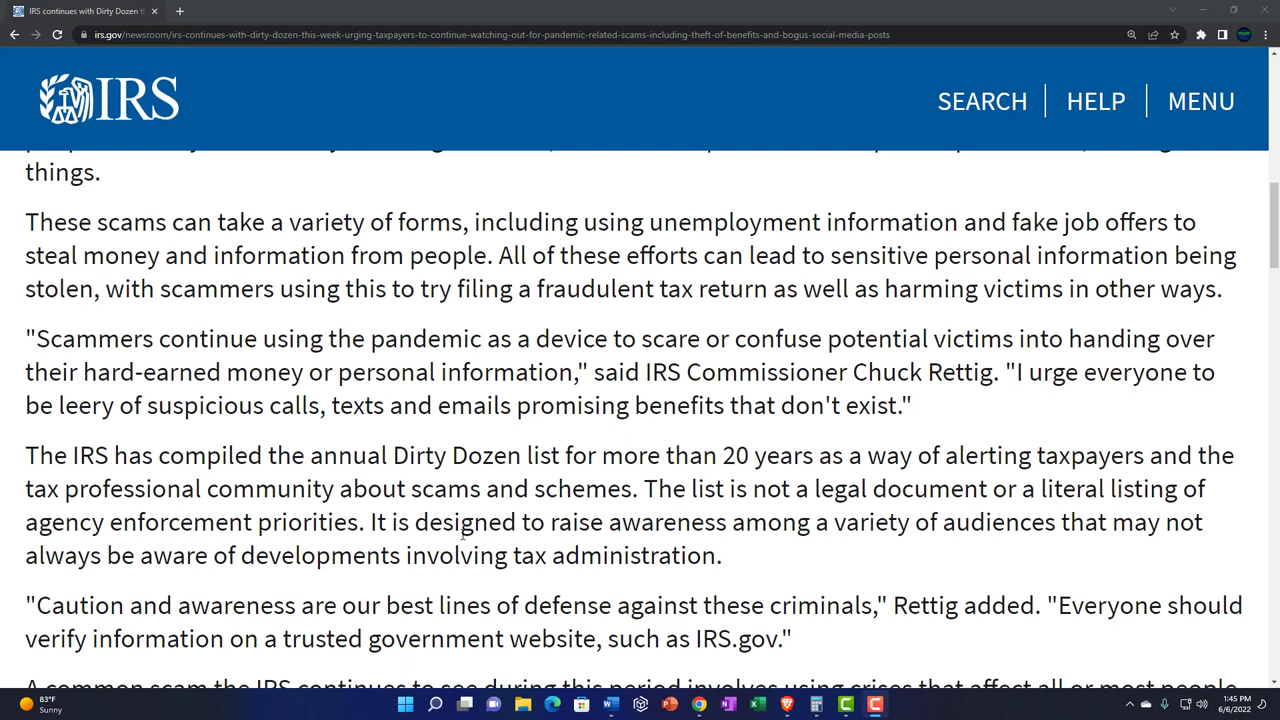 IRS continues with Dirty Dozen th
irs.gov/newsroom/irs-continues-with-dirty-dozen-this-week-urging-taxpayers-to-continue-watching-out-for-pandemic-related-scams-including-theft-of-benefits-and-bogus-social-media-posts
IRS
SEARCH
HELP
MENU
things.
These scams can take a variety of forms, including using unemployment information and fake job offers to
steal money and information from people. All of these efforts can lead to sensitive personal information being
stolen, with scammers using this to try filing a fraudulent tax return as well as harming victims in other ways.
"Scammers continue using the pandemic as a device to scare or confuse potential victims into handing over
their hard-earned money or personal information," said IRS Commissioner Chuck Rettig. "I urge everyone to
be leery of suspicious calls, texts and emails promising benefits that don't exist."
The IRS has compiled the annual Dirty Dozen list for more than 20 years as a way of alerting taxpayers and the
tax professional community about scams and schemes. The list is not a legal document or a literal listing of
agency enforcement priorities. It is designed to raise awareness among a variety of audiences that may not
always be aware of developments involving tax administration.
"Caution and awareness are our best lines of defense against these criminals," Rettig added. "Everyone should
verify information on a trusted government website, such as IRS.gov."
A common scam the IRS continues to see during this period involves using crises that affect all or most people
83°F
Sunny
1:45 PM
6/6/2022